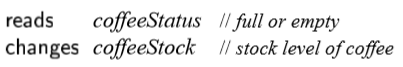 reads coffeeStatus // full or empty
changes coffeeStock // stock level of coffee